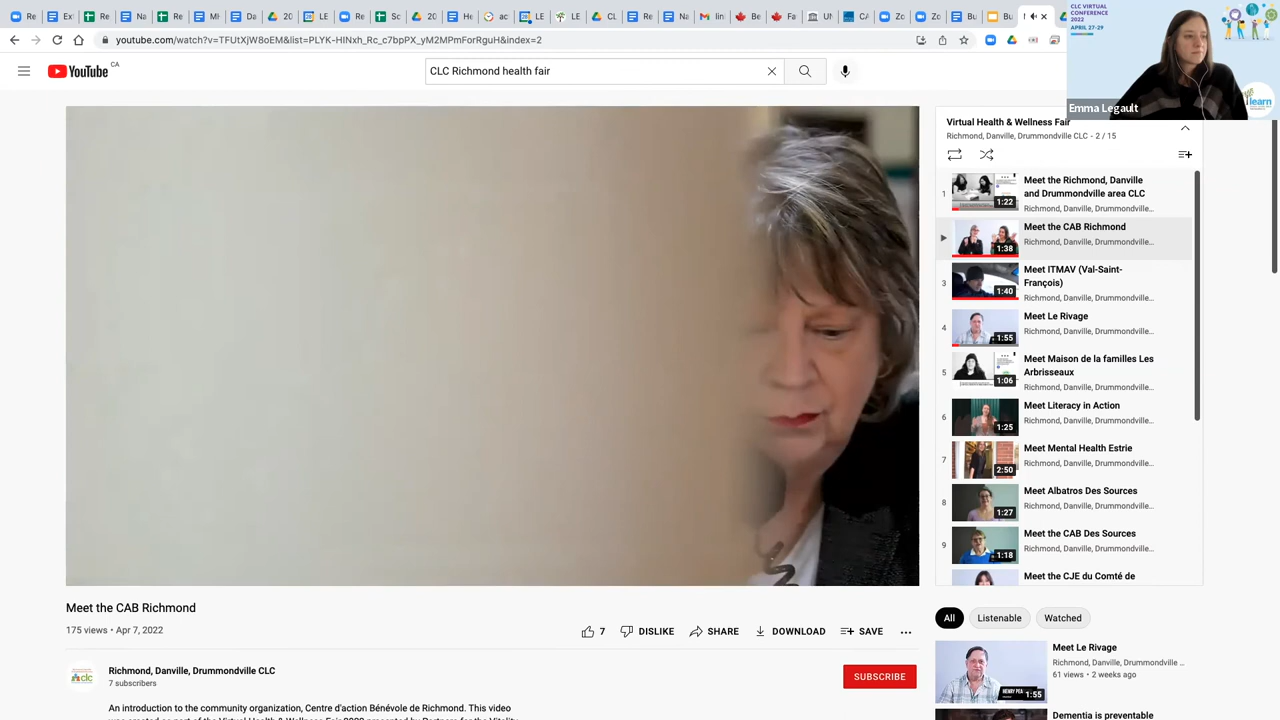 youtube.com/watch?v=TFUtXjWi5oEM&list=PLYK-HINxh_JYCPX_yM2MPmfbzRguH&index=2
CLC VIRTUAL
CONFERENCE
2022
APRIL 27-29
learn
Emma Legault
YouTube CA
CLC Richmond health fair
Virtual Health & Wellness Fair
Richmond, Danville, Drummondville CLC - 2 / 15
1
Meet the Richmond, Danville
and Drummondville area CLC
1:22
Richmond, Danville, Drummondville...
Meet the CAB Richmond
Richmond, Danville, Drummondville...
1:38
3
Meet ITMAV (Val-Saint-
François)
1:40
Richmond, Danville, Drummondville...
4
Meet Le Rivage
Richmond, Danville, Drummondville...
1:55
5
Meet Maison de la familles Les
Arbrisseaux
1:06
Richmond, Danville, Drummondville...
6
Meet Literacy in Action
Richmond, Danville, Drummondville...
1:25
7
Meet Mental Health Estrie
Richmond, Danville, Drummondville...
2:50
8
Meet Albatros Des Sources
Richmond, Danville, Drummondville...
1:27
9
Meet the CAB Des Sources
Richmond, Danville, Drummondville...
1:18
Meet the CJE du Comté de
Meet the CAB Richmond
175 views • Apr 7, 2022
7 DISLIKE SHARE DOWNLOAD SAVE
Richmond, Danville, Drummondville CLC
7 subscribers
SUBSCRIBE
An introduction to the community organization Centre d'Action Bénévole de Richmond. This video
All Listenable Watched
Meet Le Rivage
Richmond, Danville, Drummondville ...
61 views • 2 weeks ago
HENRY PEA
1:55
Dementia is preventable